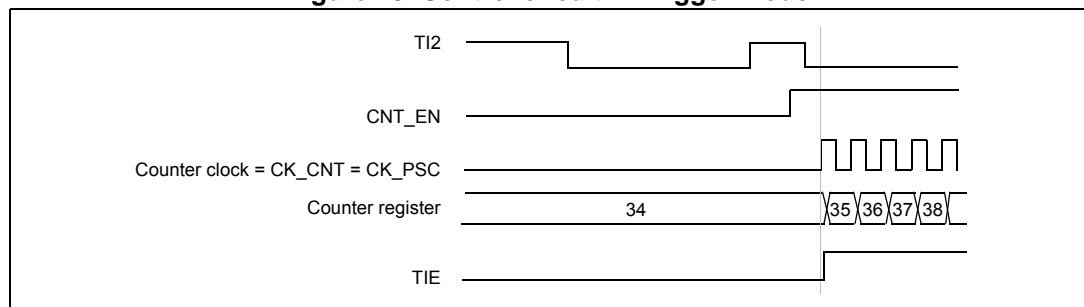 TI2
CNT_EN
Counter clock = CK_CNT = CK_PSC
Counter register 34 35 36 37 38
TIE